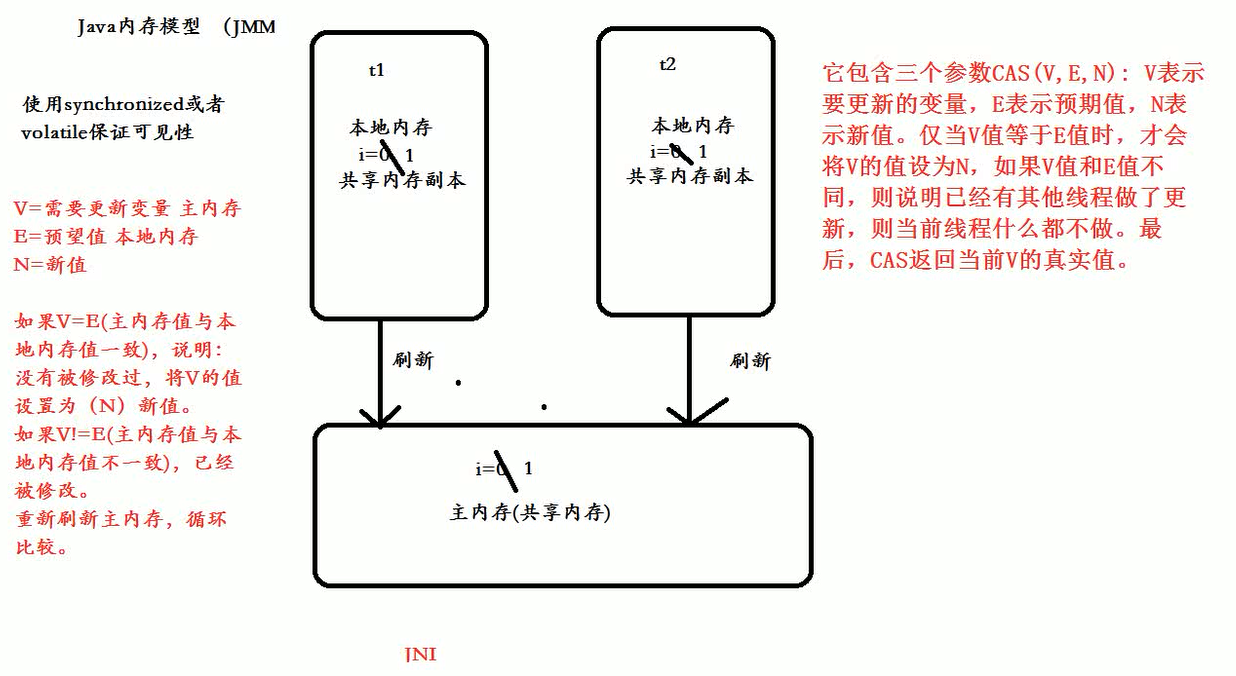 Java内存模型 （JMM
使用synchronized或者
volatile保证可见性
V=需要更新变量 主内存
E=预望值 本地内存
N=新值
如果V=E(主内存值与本
地内存值一致)，说明：
没有被修改过，将V的值
设置为（N）新值。
如果V!=E(主内存值与本
地内存值不一致)，已经
被修改。
重新刷新主内存，循环
比较。
t1
本地内存
i=0 1
共享内存副本
刷新
t2
本地内存
i=0 1
共享内存副本
刷新
i=0 1
主内存(共享内存)
JNI
它包含三个参数CAS(V,E,N)：V表示
要更新的变量，E表示预期值，N表
示新值。仅当V值等于E值时，才会
将V的值设为N，如果V值和E值不
同，则说明已经有其他线程做了更
新，则当前线程什么都不做。最
后，CAS返回当前V的真实值。